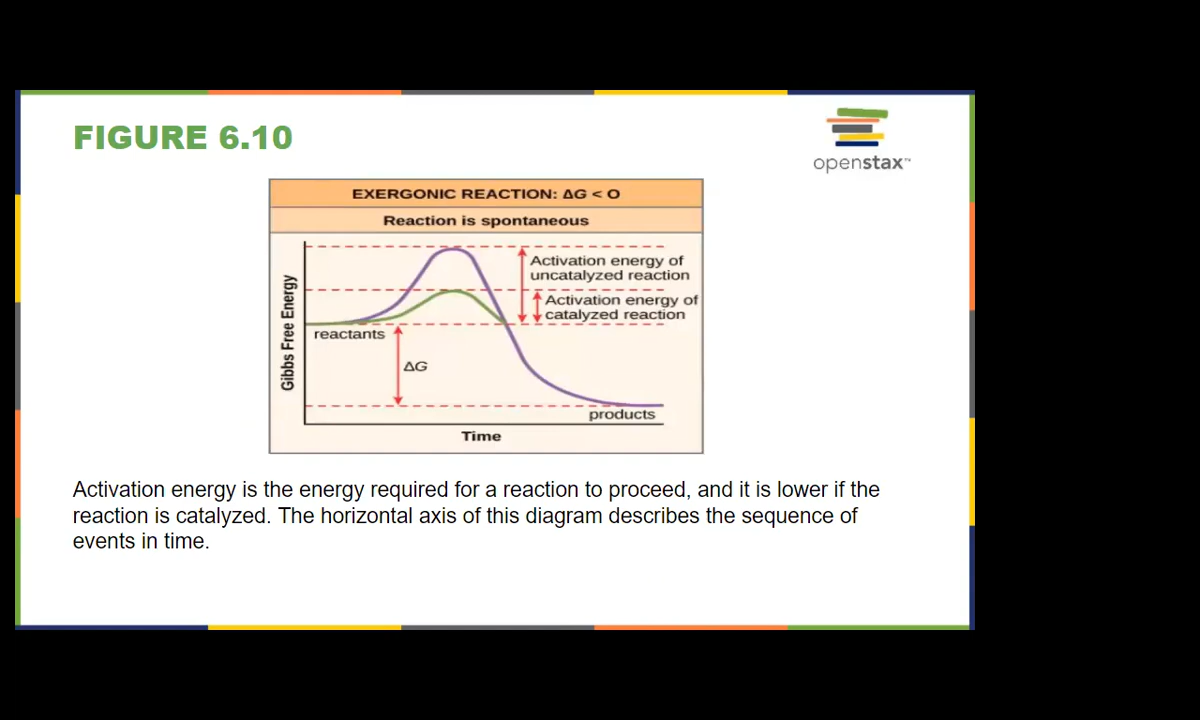 FIGURE 6.10
openstax™
EXERGONIC REACTION: ΔG < O
Reaction is spontaneous
Gibbs Free Energy
Activation energy of
uncatalyzed reaction
Activation energy of
catalyzed reaction
reactants
ΔG
products
Time
Activation energy is the energy required for a reaction to proceed, and it is lower if the
reaction is catalyzed. The horizontal axis of this diagram describes the sequence of
events in time.